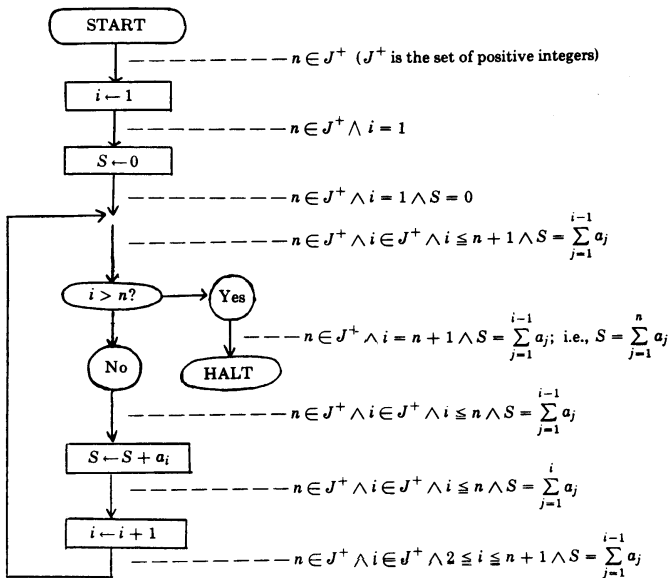 START
n ∈ J⁺ (J⁺ is the set of positive integers)
i ← 1
n ∈ J⁺ ∧ i = 1
S ← 0
n ∈ J⁺ ∧ i = 1 ∧ S = 0
n ∈ J⁺ ∧ i ∈ J⁺ ∧ i ≦ n + 1 ∧ S = ∑_{j=1}^{i−1} a_j
i > n?
Yes
n ∈ J⁺ ∧ i = n + 1 ∧ S = ∑_{j=1}^{i−1} a_j; i.e., S = ∑_{j=1}^{n} a_j
No
HALT
n ∈ J⁺ ∧ i ∈ J⁺ ∧ i ≦ n ∧ S = ∑_{j=1}^{i−1} a_j
S ← S + a_i
n ∈ J⁺ ∧ i ∈ J⁺ ∧ i ≦ n ∧ S = ∑_{j=1}^{i} a_j
i ← i + 1
n ∈ J⁺ ∧ i ∈ J⁺ ∧ 2 ≦ i ≦ n + 1 ∧ S = ∑_{j=1}^{i−1} a_j